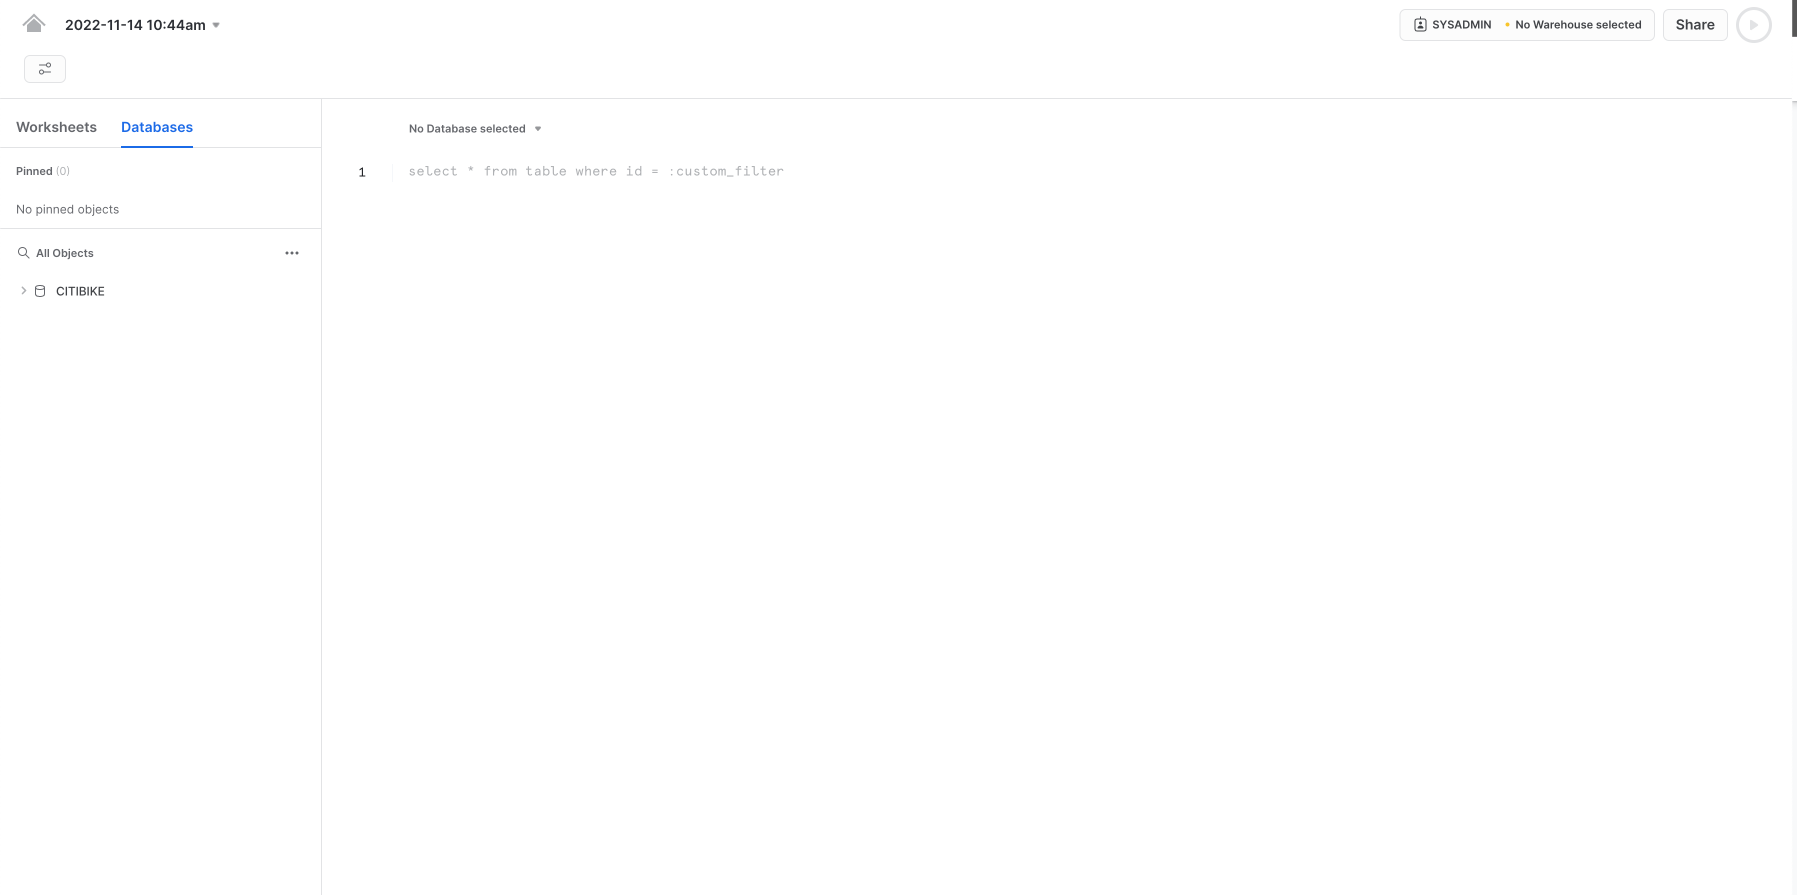 2022-11-14 10:44am
SYSADMIN • No Warehouse selected
Share
Worksheets Databases
No Database selected
Pinned (0)
1 select * from table where id = :custom_filter
No pinned objects
All Objects
CITIBIKE